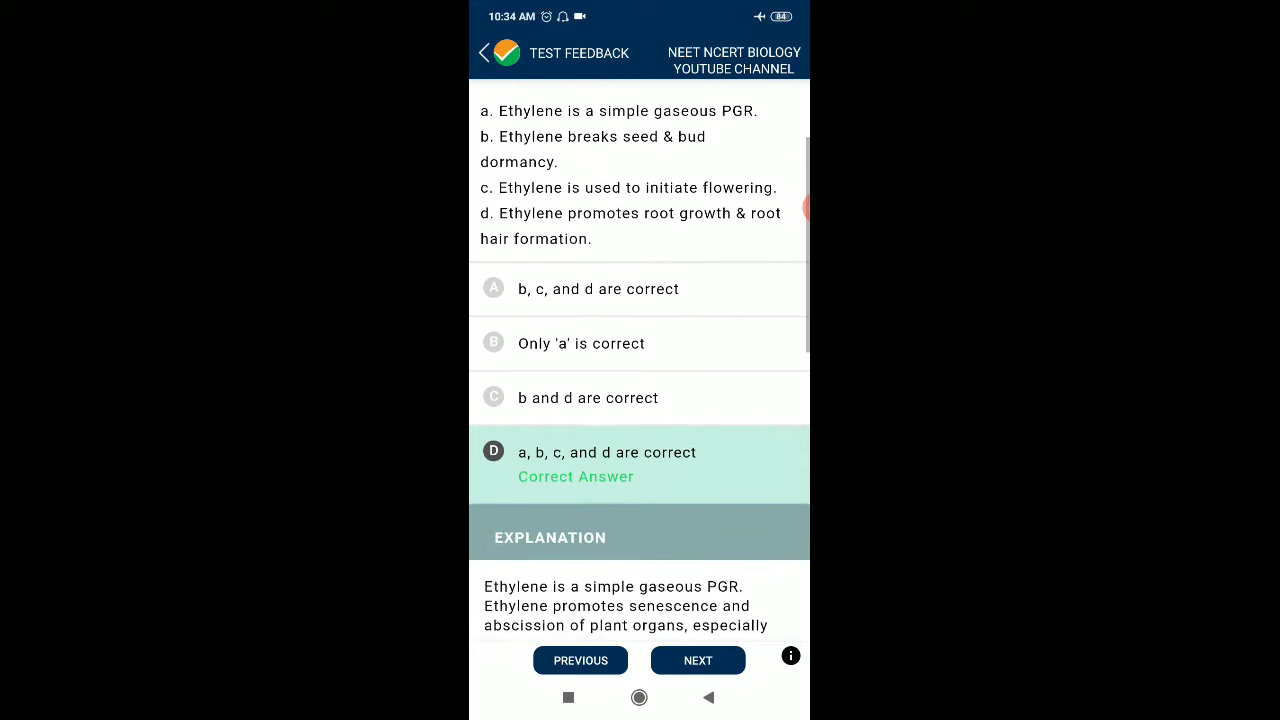 10:34 AM
84
TEST FEEDBACK
NEET NCERT BIOLOGY
YOUTUBE CHANNEL
a. Ethylene is a simple gaseous PGR.
b. Ethylene breaks seed & bud
dormancy.
c. Ethylene is used to initiate flowering.
d. Ethylene promotes root growth & root
hair formation.
A b, c, and d are correct
B Only 'a' is correct
C b and d are correct
D a, b, c, and d are correct
Correct Answer
EXPLANATION
Ethylene is a simple gaseous PGR.
Ethylene promotes senescence and
abscission of plant organs, especially
PREVIOUS NEXT